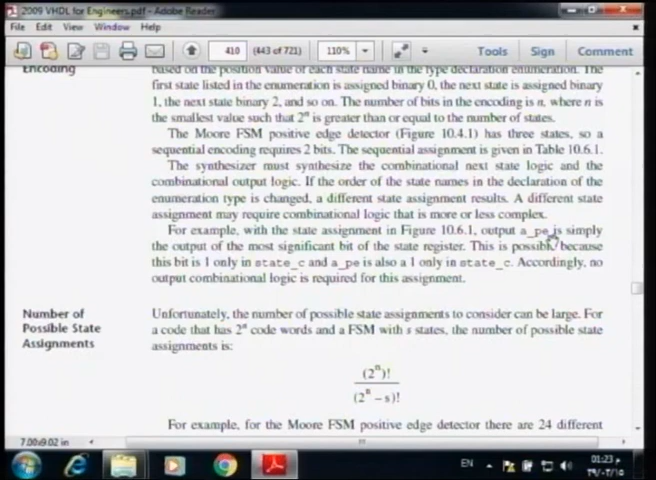 2009 VHDL for Engineers.pdf - Adobe Reader
File Edit View Window Help
410 (443 of 721) 110% Tools Sign Comment
Encoding
based on the position value of each state name in the type declaration enumeration. The
first state listed in the enumeration is assigned binary 0, the next state is assigned binary
1, the next state binary 2, and so on. The number of bits in the encoding is n, where n is
the smallest value such that 2^n is greater than or equal to the number of states.
The Moore FSM positive edge detector (Figure 10.4.1) has three states, so a
sequential encoding requires 2 bits. The sequential assignment is given in Table 10.6.1.
The synthesizer must synthesize the combinational next state logic and the
combinational output logic. If the order of the state names in the declaration of the
enumeration type is changed, a different state assignment results. A different state
assignment may require combinational logic that is more or less complex.
For example, with the state assignment in Figure 10.6.1, output a_pe is simply
the output of the most significant bit of the state register. This is possible because
this bit is 1 only in state_c and a_pe is also a 1 only in state_c. Accordingly, no
output combinational logic is required for this assignment.
Number of
Possible State
Assignments
Unfortunately, the number of possible state assignments to consider can be large. For
a code that has 2^n code words and a FSM with s states, the number of possible state
assignments is:
(2^n)!
(2^n – s)!
For example, for the Moore FSM positive edge detector there are 24 different
7.00x9.02 in
EN
01:23 م